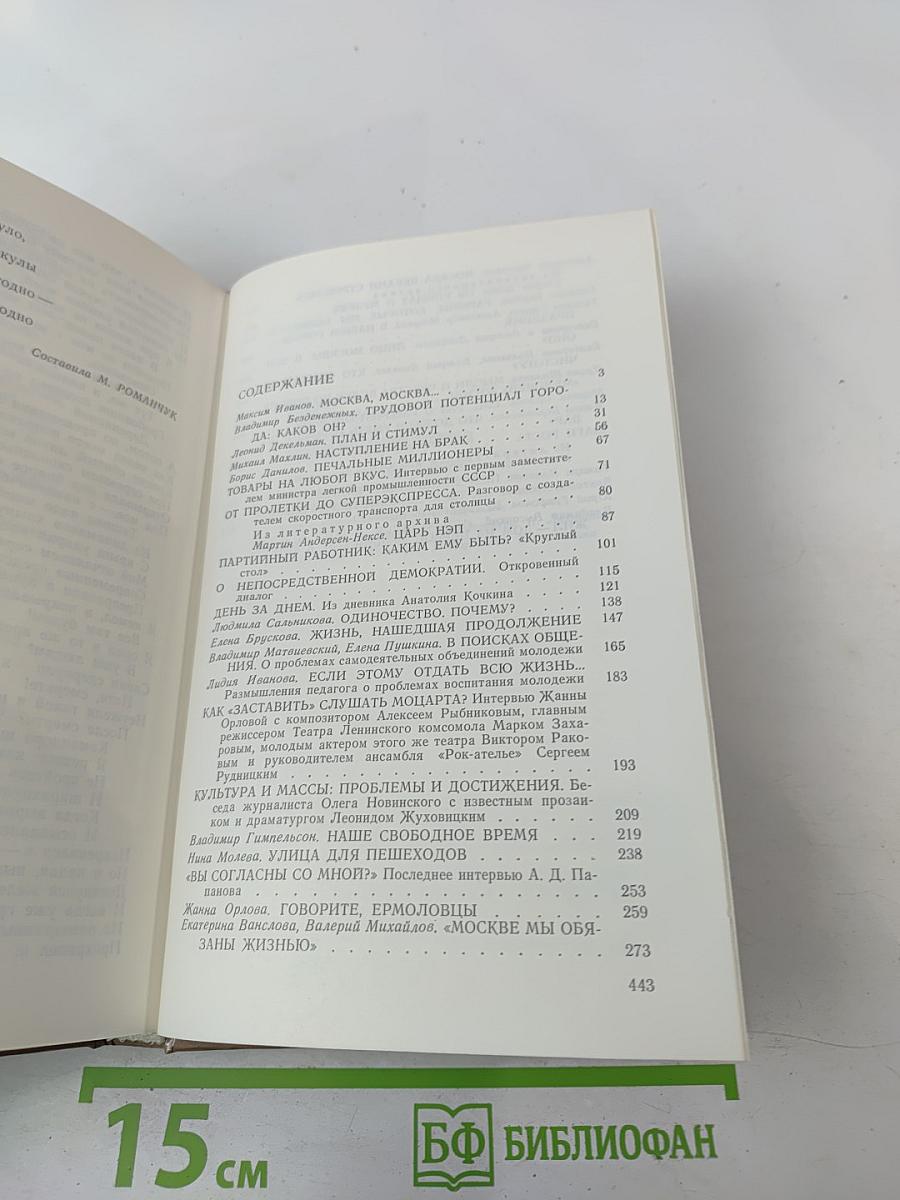 уло,
кулы
одно —
одно
Составила М. РОМАНЧУК
СОДЕРЖАНИЕ
Максим Иванов. МОСКВА, МОСКВА... . . . . . . . . 3
Владимир Безденежных. ТРУДОВОЙ ПОТЕНЦИАЛ ГОРО-
ДА: КАКОВ ОН? . . . . . . . . . . . . 13
Леонид Декельман. ПЛАН И СТИМУЛ . . . . . . . . 31
Михаил Махлин. НАСТУПЛЕНИЕ НА БРАК . . . . . . 56
Борис Данилов. ПЕЧАЛЬНЫЕ МИЛЛИОНЕРЫ . . . . . 67
ТОВАРЫ НА ЛЮБОЙ ВКУС. Интервью с первым заместите-
лем министра легкой промышленности СССР . . . . . 71
ОТ ПРОЛЕТКИ ДО СУПЕРЭКСПРЕССА. Разговор с созда-
телем скоростного транспорта для столицы . . . . . 80
Из литературного архива
Мартин Андерсен-Нексе. ЦАРЬ НЭП . . . . . . . 87
ПАРТИЙНЫЙ РАБОТНИК: КАКИМ ЕМУ БЫТЬ? «Круглый
стол» . . . . . . . . . . . . . . . . 101
О НЕПОСРЕДСТВЕННОЙ ДЕМОКРАТИИ. Откровенный
диалог . . . . . . . . . . . . . . . . 115
ДЕНЬ ЗА ДНЕМ. Из дневника Анатолия Кочкина . . . . 121
Людмила Сальникова. ОДИНОЧЕСТВО. ПОЧЕМУ? . . . . 138
Елена Брускова. ЖИЗНЬ, НАШЕДШАЯ ПРОДОЛЖЕНИЕ 147
Владимир Матвиевский, Елена Пушкина. В ПОИСКАХ ОБЩЕ-
НИЯ. О проблемах самодеятельных объединений молодежи 165
Лидия Иванова. ЕСЛИ ЭТОМУ ОТДАТЬ ВСЮ ЖИЗНЬ...
Размышления педагога о проблемах воспитания молодежи 183
КАК «ЗАСТАВИТЬ» СЛУШАТЬ МОЦАРТА? Интервью Жанны
Орловой с композитором Алексеем Рыбниковым, главным
режиссером Театра Ленинского комсомола Марком Заха-
ровым, молодым актером этого же театра Виктором Рако-
вым и руководителем ансамбля «Рок-ателье» Сергеем
Рудницким . . . . . . . . . . . . . . . . 193
КУЛЬТУРА И МАССЫ: ПРОБЛЕМЫ И ДОСТИЖЕНИЯ. Бе-
седа журналиста Олега Новинского с известным прозаи-
ком и драматургом Леонидом Жуховицким . . . . . . 209
Владимир Гимпельсон. НАШЕ СВОБОДНОЕ ВРЕМЯ . . . 219
Нина Молева. УЛИЦА ДЛЯ ПЕШЕХОДОВ . . . . . . . 238
«ВЫ СОГЛАСНЫ СО МНОЙ?» Последнее интервью А. Д. Па-
панова . . . . . . . . . . . . . . . . 253
Жанна Орлова. ГОВОРИТЕ, ЕРМОЛОВЦЫ . . . . . . 259
Екатерина Ванслова, Валерий Михайлов. «МОСКВЕ МЫ ОБЯ-
ЗАНЫ ЖИЗНЬЮ» . . . . . . . . . . . . . . 273
443
15 см
БФ БИБЛИОФАН